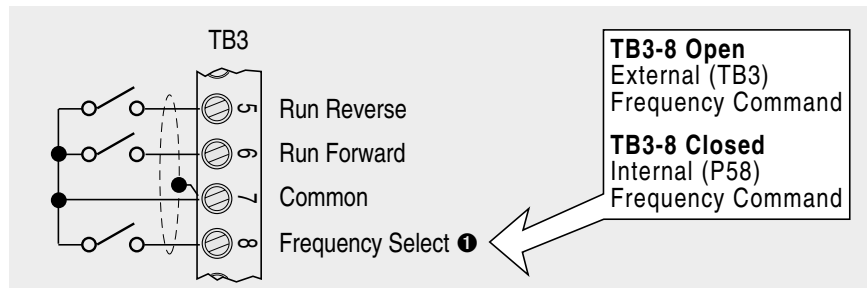 TB3
5 Run Reverse
6 Run Forward
7 Common
8 Frequency Select ❶
TB3-8 Open
External (TB3)
Frequency Command
TB3-8 Closed
Internal (P58)
Frequency Command